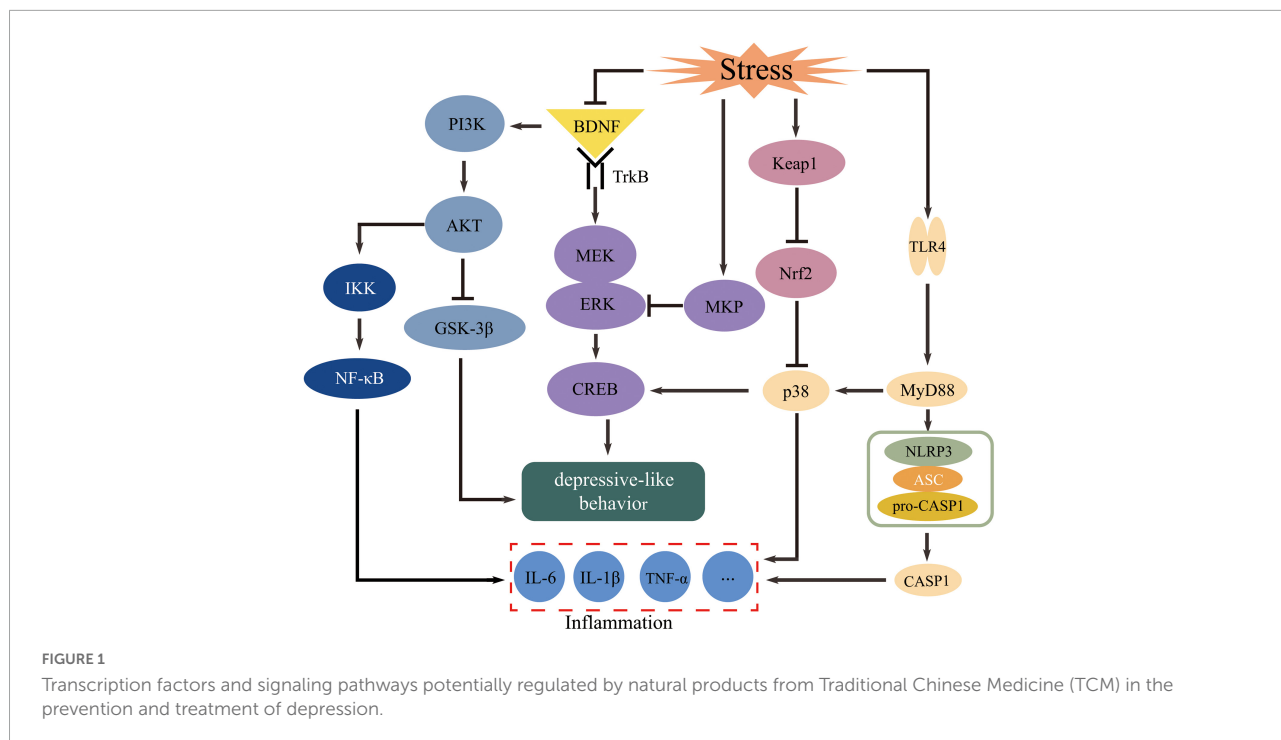 Stress
BDNF
PI3K
TrkB
Keap1
AKT
TLR4
MEK
Nrf2
IKK
ERK
MKP
GSK-3β
NF-κB
CREB
p38
MyD88
NLRP3
ASC
pro-CASP1
depressive-like
behavior
IL-6
IL-1β
TNF-α
...
CASP1
Inflammation
FIGURE 1
Transcription factors and signaling pathways potentially regulated by natural products from Traditional Chinese Medicine (TCM) in the
prevention and treatment of depression.